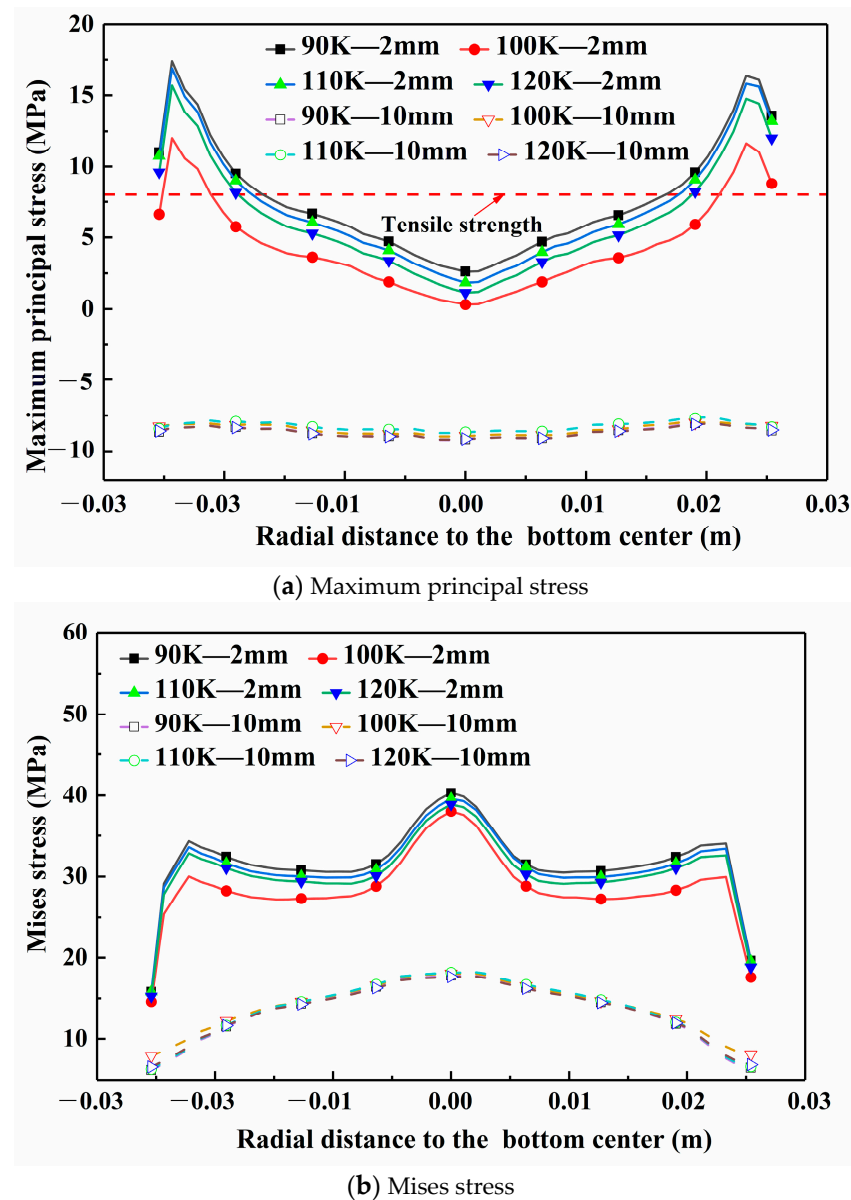 20
15
10
5
0
−5
−10
Maximum principal stress (MPa)
90K—2mm 100K—2mm
110K—2mm 120K—2mm
90K—10mm 100K—10mm
110K—10mm 120K—10mm
Tensile strength
−0.03 −0.03 −0.01 0.00 0.01 0.02 0.03
Radial distance to the bottom center (m)
(a) Maximum principal stress
60
50
40
30
20
10
Mises stress (MPa)
90K—2mm 100K—2mm
110K—2mm 120K—2mm
90K—10mm 100K—10mm
110K—10mm 120K—10mm
−0.03 −0.03 −0.01 0.00 0.01 0.02 0.03
Radial distance to the bottom center (m)
(b) Mises stress